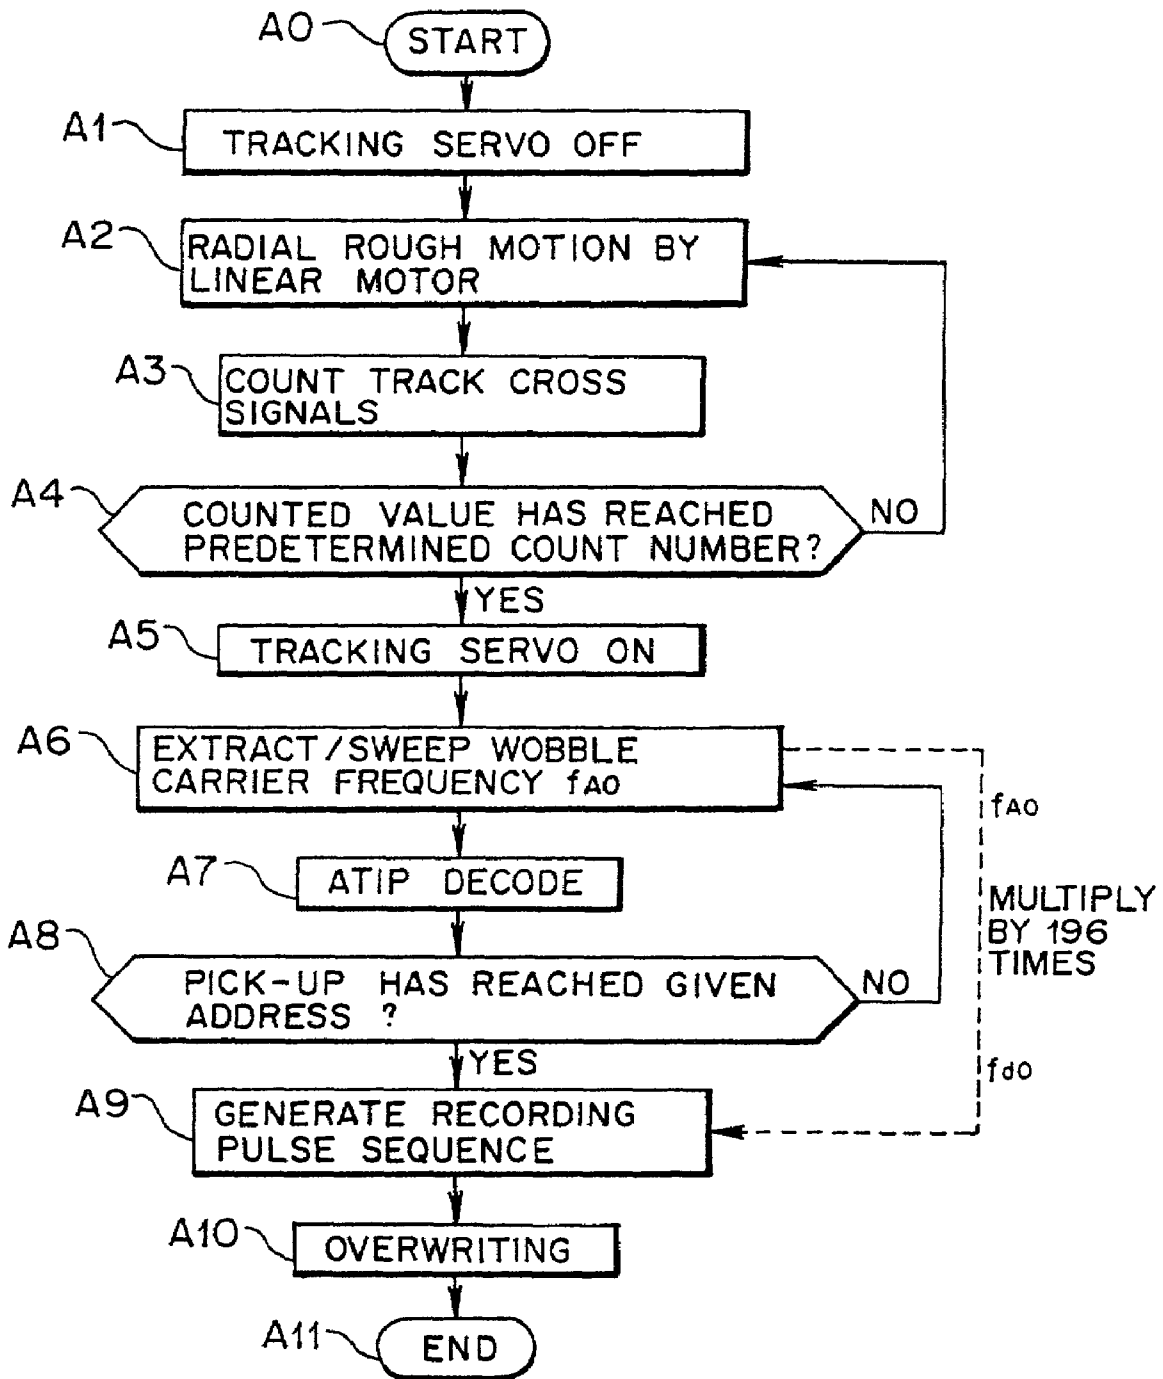 A0
START
A1
TRACKING SERVO OFF
A2
RADIAL ROUGH MOTION BY
LINEAR MOTOR
A3
COUNT TRACK CROSS
SIGNALS
A4
COUNTED VALUE HAS REACHED
PREDETERMINED COUNT NUMBER?
NO
YES
A5
TRACKING SERVO ON
A6
EXTRACT/SWEEP WOBBLE
CARRIER FREQUENCY fA0
fA0
A7
ATIP DECODE
MULTIPLY
BY 196
TIMES
A8
PICK-UP HAS REACHED GIVEN
ADDRESS ?
NO
YES
fd0
A9
GENERATE RECORDING
PULSE SEQUENCE
A10
OVERWRITING
A11
END